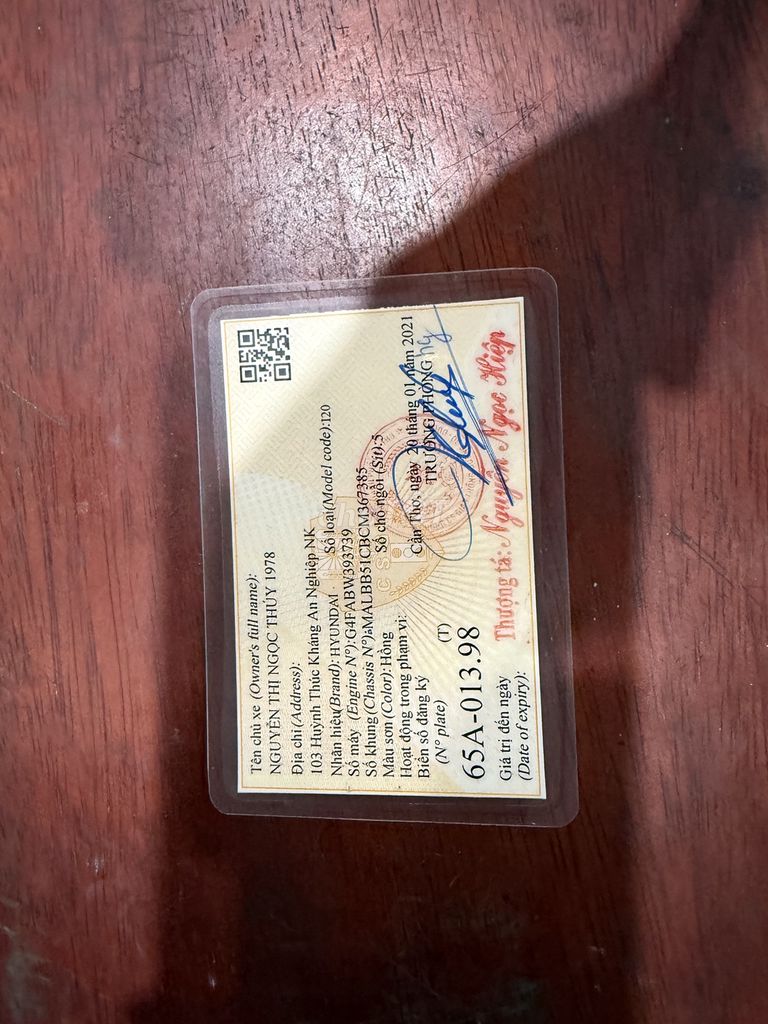 Tên chủ xe (Owner's full name):
NGUYỄN THỊ NGỌC THỦY 1978
Địa chỉ (Address):
103 Huỳnh Thúc Kháng An Nghiệp NK
Nhãn hiệu(Brand): HYUNDAI Số loại(Model code):I20
Số máy (Engine N°):G4FABW393739
Số khung (Chassis N°):MALBB51CBCM367385
Màu sơn (Color): Hồng Số chỗ ngồi (Sit):5
Hoạt động trong phạm vi:
Biển số đăng ký Cần Thơ, ngày 20 tháng 01 năm 2021
(N° plate) (T) TRƯỞNG PHÒNG
65A-013.98
Giá trị đến ngày Thượng tá: Nguyễn Ngọc Hiệp
(Date of expiry):